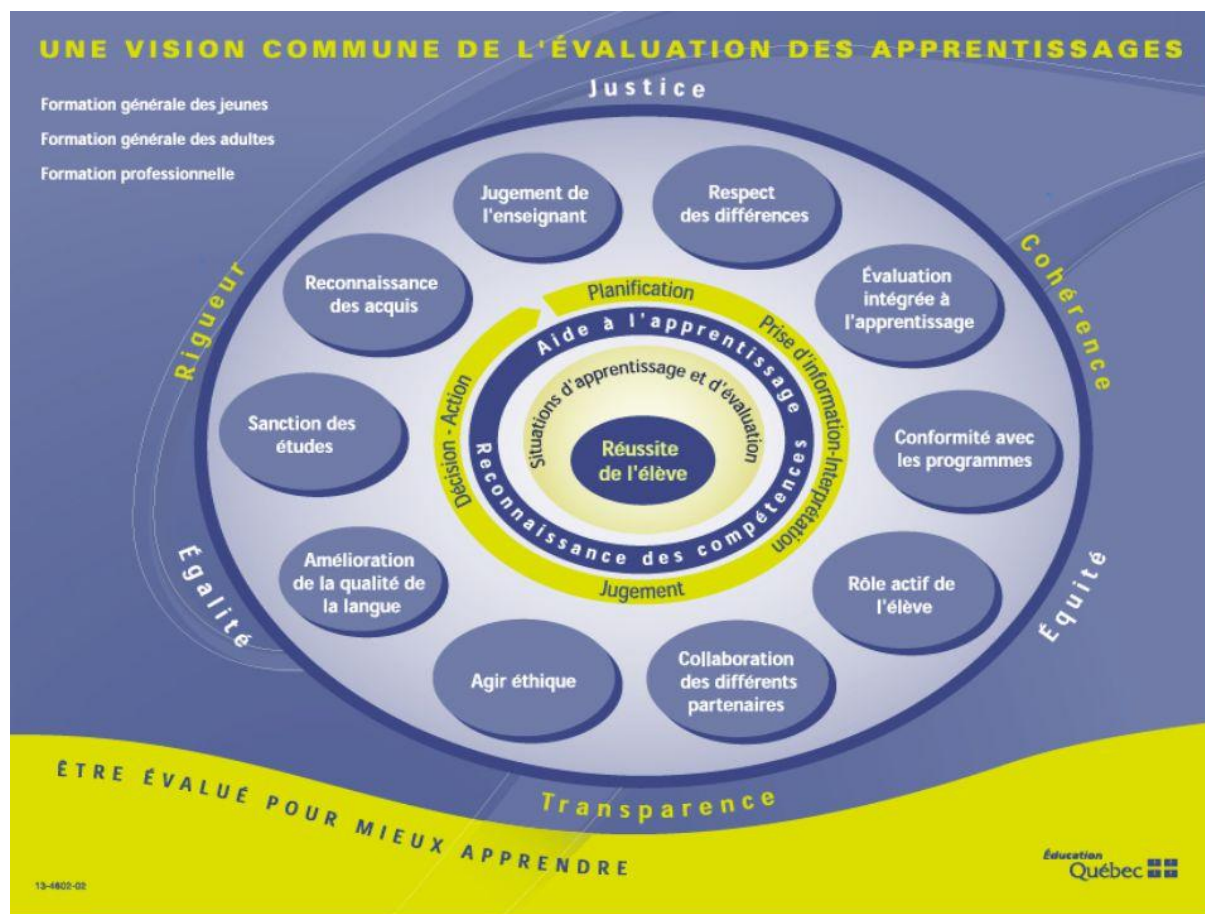 UNE VISION COMMUNE DE L'ÉVALUATION DES APPRENTISSAGES
Formation générale des jeunes
Formation générale des adultes
Formation professionnelle
Justice
Cohérence
Équité
Transparence
Égalité
Rigueur
Jugement de
l'enseignant
Respect
des différences
Évaluation
intégrée à
l'apprentissage
Conformité avec
les programmes
Rôle actif de
l'élève
Collaboration
des différents
partenaires
Agir éthique
Amélioration
de la qualité de
la langue
Sanction des
études
Reconnaissance
des acquis
Planification
Prise d'information-Interprétation
Jugement
Décision - Action
Aide à l'apprentissage
Reconnaissance des compétences
Situations d'apprentissage et d'évaluation
Réussite
de l'élève
ÊTRE ÉVALUÉ POUR MIEUX APPRENDRE
13-4602-02
Éducation
Québec